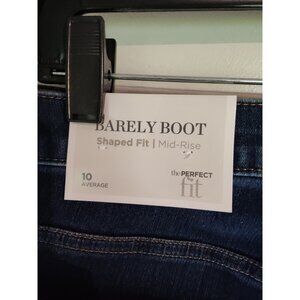 BARELY BOOT
Shaped Fit | Mid-Rise
10
AVERAGE
the PERFECT
fit